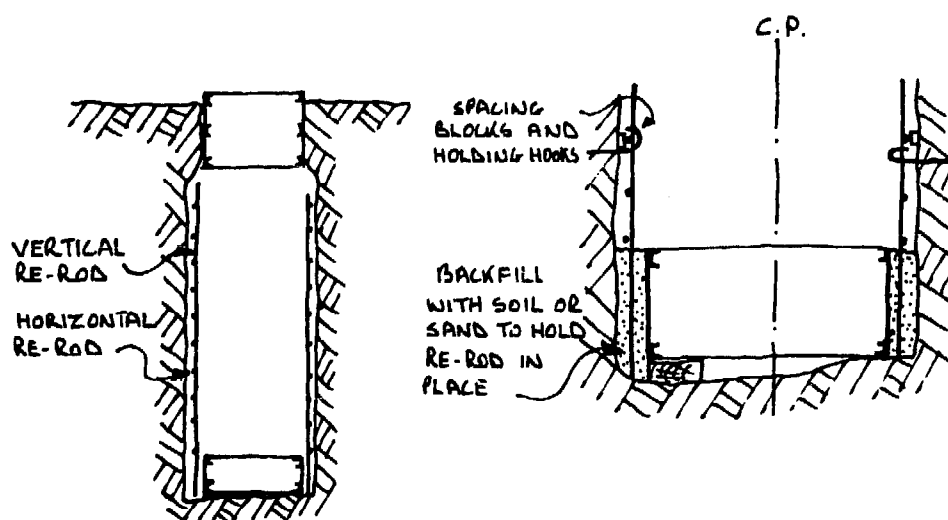 C.P.
SPACING
BLOCKS AND
HOLDING HOOKS
VERTICAL
RE-ROD
HORIZONTAL
RE-ROD
BACKFILL
WITH SOIL OR
SAND TO HOLD
RE-ROD IN
PLACE